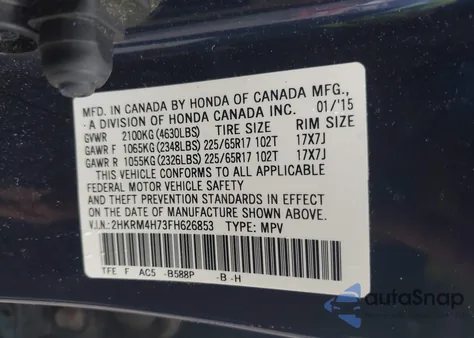 MFD. IN CANADA BY HONDA OF CANADA MFG.,
A DIVISION OF HONDA CANADA INC. 01/'15
GVWR 2100KG (4630LBS) TIRE SIZE RIM SIZE
GAWR F 1065KG (2348LBS) 225/65R17 102T 17X7J
GAWR R 1055KG (2326LBS) 225/65R17 102T 17X7J
THIS VEHICLE CONFORMS TO ALL APPLICABLE
FEDERAL MOTOR VEHICLE SAFETY
AND THEFT PREVENTION STANDARDS IN EFFECT
ON THE DATE OF MANUFACTURE SHOWN ABOVE.
V.I.N.: 2HKRM4H73FH626853 TYPE: MPV
TFE F AC5 -B588P -B -H
autoSnap